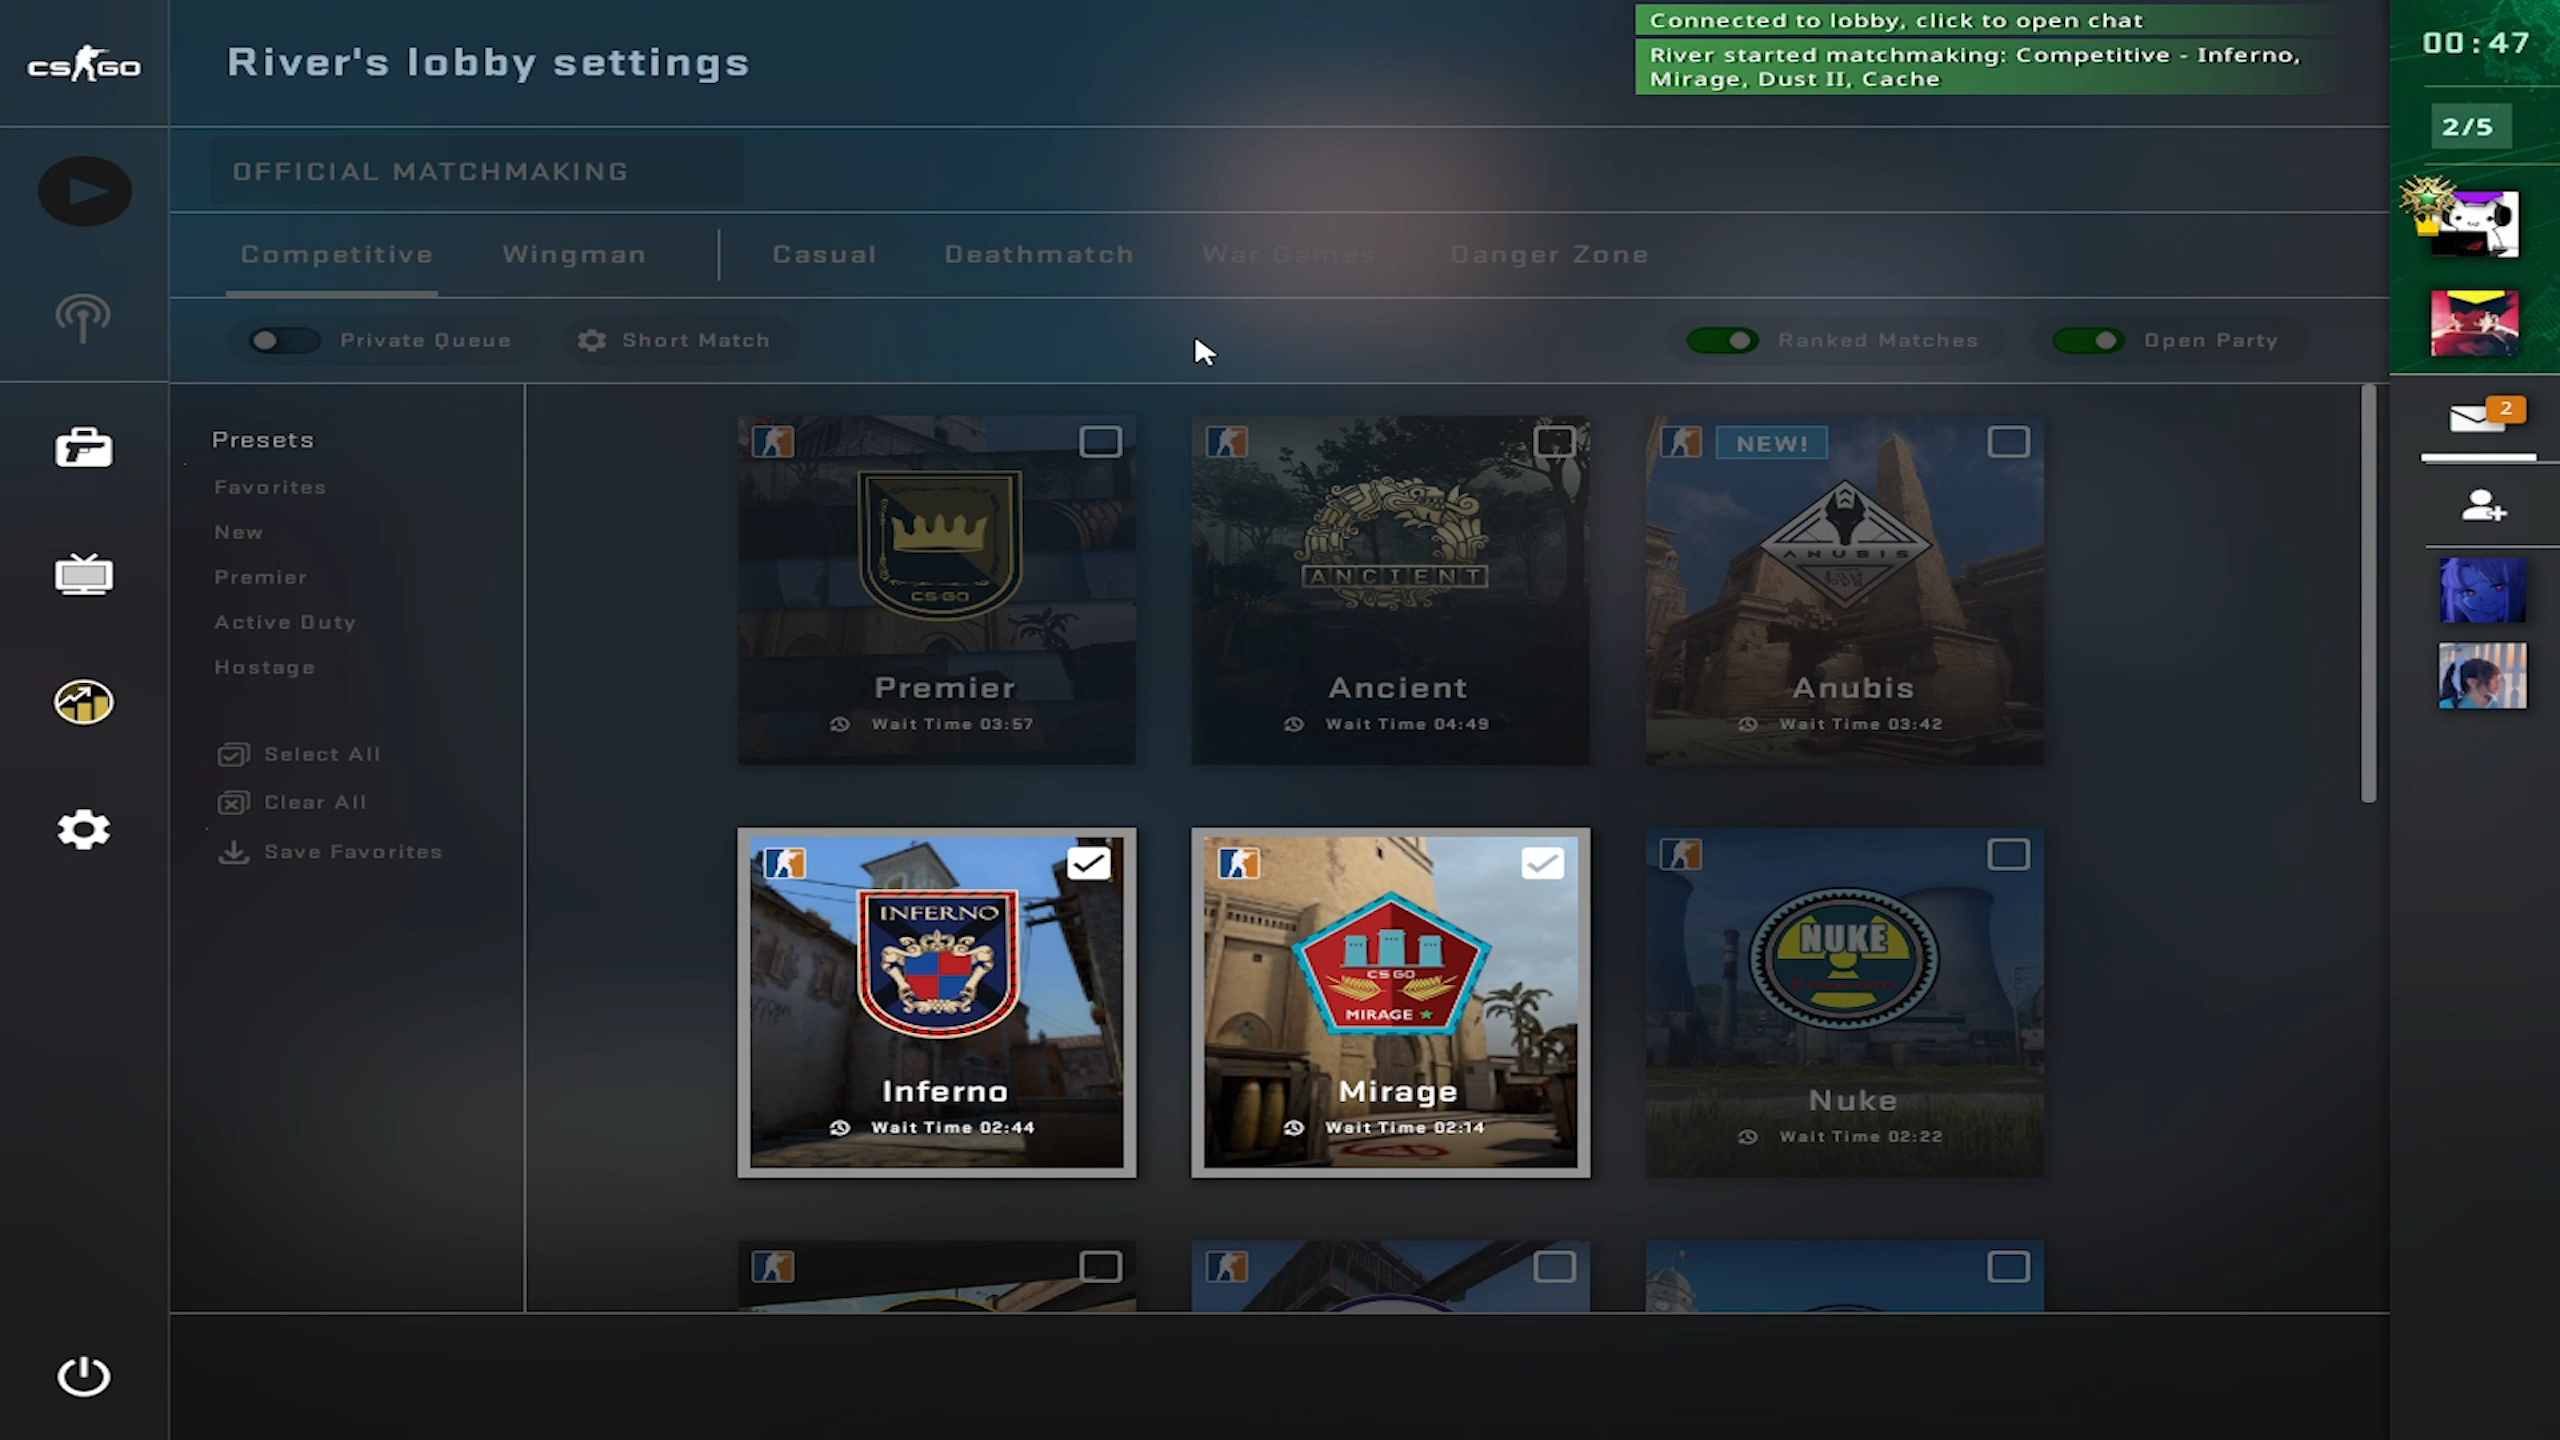 CS GO
River's lobby settings
Connected to lobby, click to open chat
River started matchmaking: Competitive - Inferno,
Mirage, Dust II, Cache
00:47
2/5
OFFICIAL MATCHMAKING
Competitive
Wingman
Casual
Deathmatch
War Games
Danger Zone
Private Queue
Short Match
Ranked Matches
Open Party
2
Presets
Favorites
New
Premier
Active Duty
Hostage
Select All
Clear All
Save Favorites
CS GO
Premier
Wait Time 03:57
ANCIENT
Ancient
Wait Time 04:49
NEW!
ANUBIS
Anubis
Wait Time 03:42
INFERNO
Inferno
Wait Time 02:44
CS GO
MIRAGE
Mirage
Wait Time 02:14
NUKE
Nuke
Wait Time 02:22